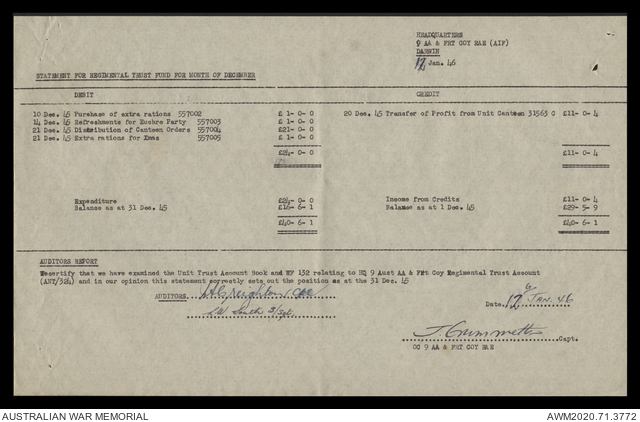 HEADQUARTERS
9 AA & FRT COY RAE (AIF)
DARWIN
12 Jan. 46
STATEMENT FOR REGIMENTAL TRUST FUND FOR MONTH OF DECEMBER
DEBIT CREDIT
10 Dec. 45 Purchase of extra rations 557002 £ 1- 0- 0 20 Dec. 45 Transfer of Profit from Unit Canteen 31563 C £11- 0- 4
14 Dec. 45 Refreshments for Euchre Party 557003 £ 1- 0- 0
21 Dec. 45 Distribution of Canteen Orders 557004 £21- 0- 0
21 Dec. 45 Extra rations for Xmas 557005 £ 1- 0- 0
£24- 0- 0 £11- 0- 4
Expenditure £24- 0- 0 Income from Credits £11- 0- 4
Balance as at 31 Dec. 45 £16- 6- 1 Balance as at 1 Dec. 45 £29- 5- 9
£40- 6- 1 £40- 6- 1
AUDITORS REPORT
We certify that we have examined the Unit Trust Account Book and MF 132 relating to HQ 9 Aust AA & Frt Coy Regimental Trust Account
(ANT/324) and in our opinion this statement correctly sets out the position as at the 31 Dec. 45
AUDITORS
Date. 12 JAN. 46
S/Sgt.
J. Grimmett Capt.
OC 9 AA & FRT COY RAE
AUSTRALIAN WAR MEMORIAL AWM2020.71.3772